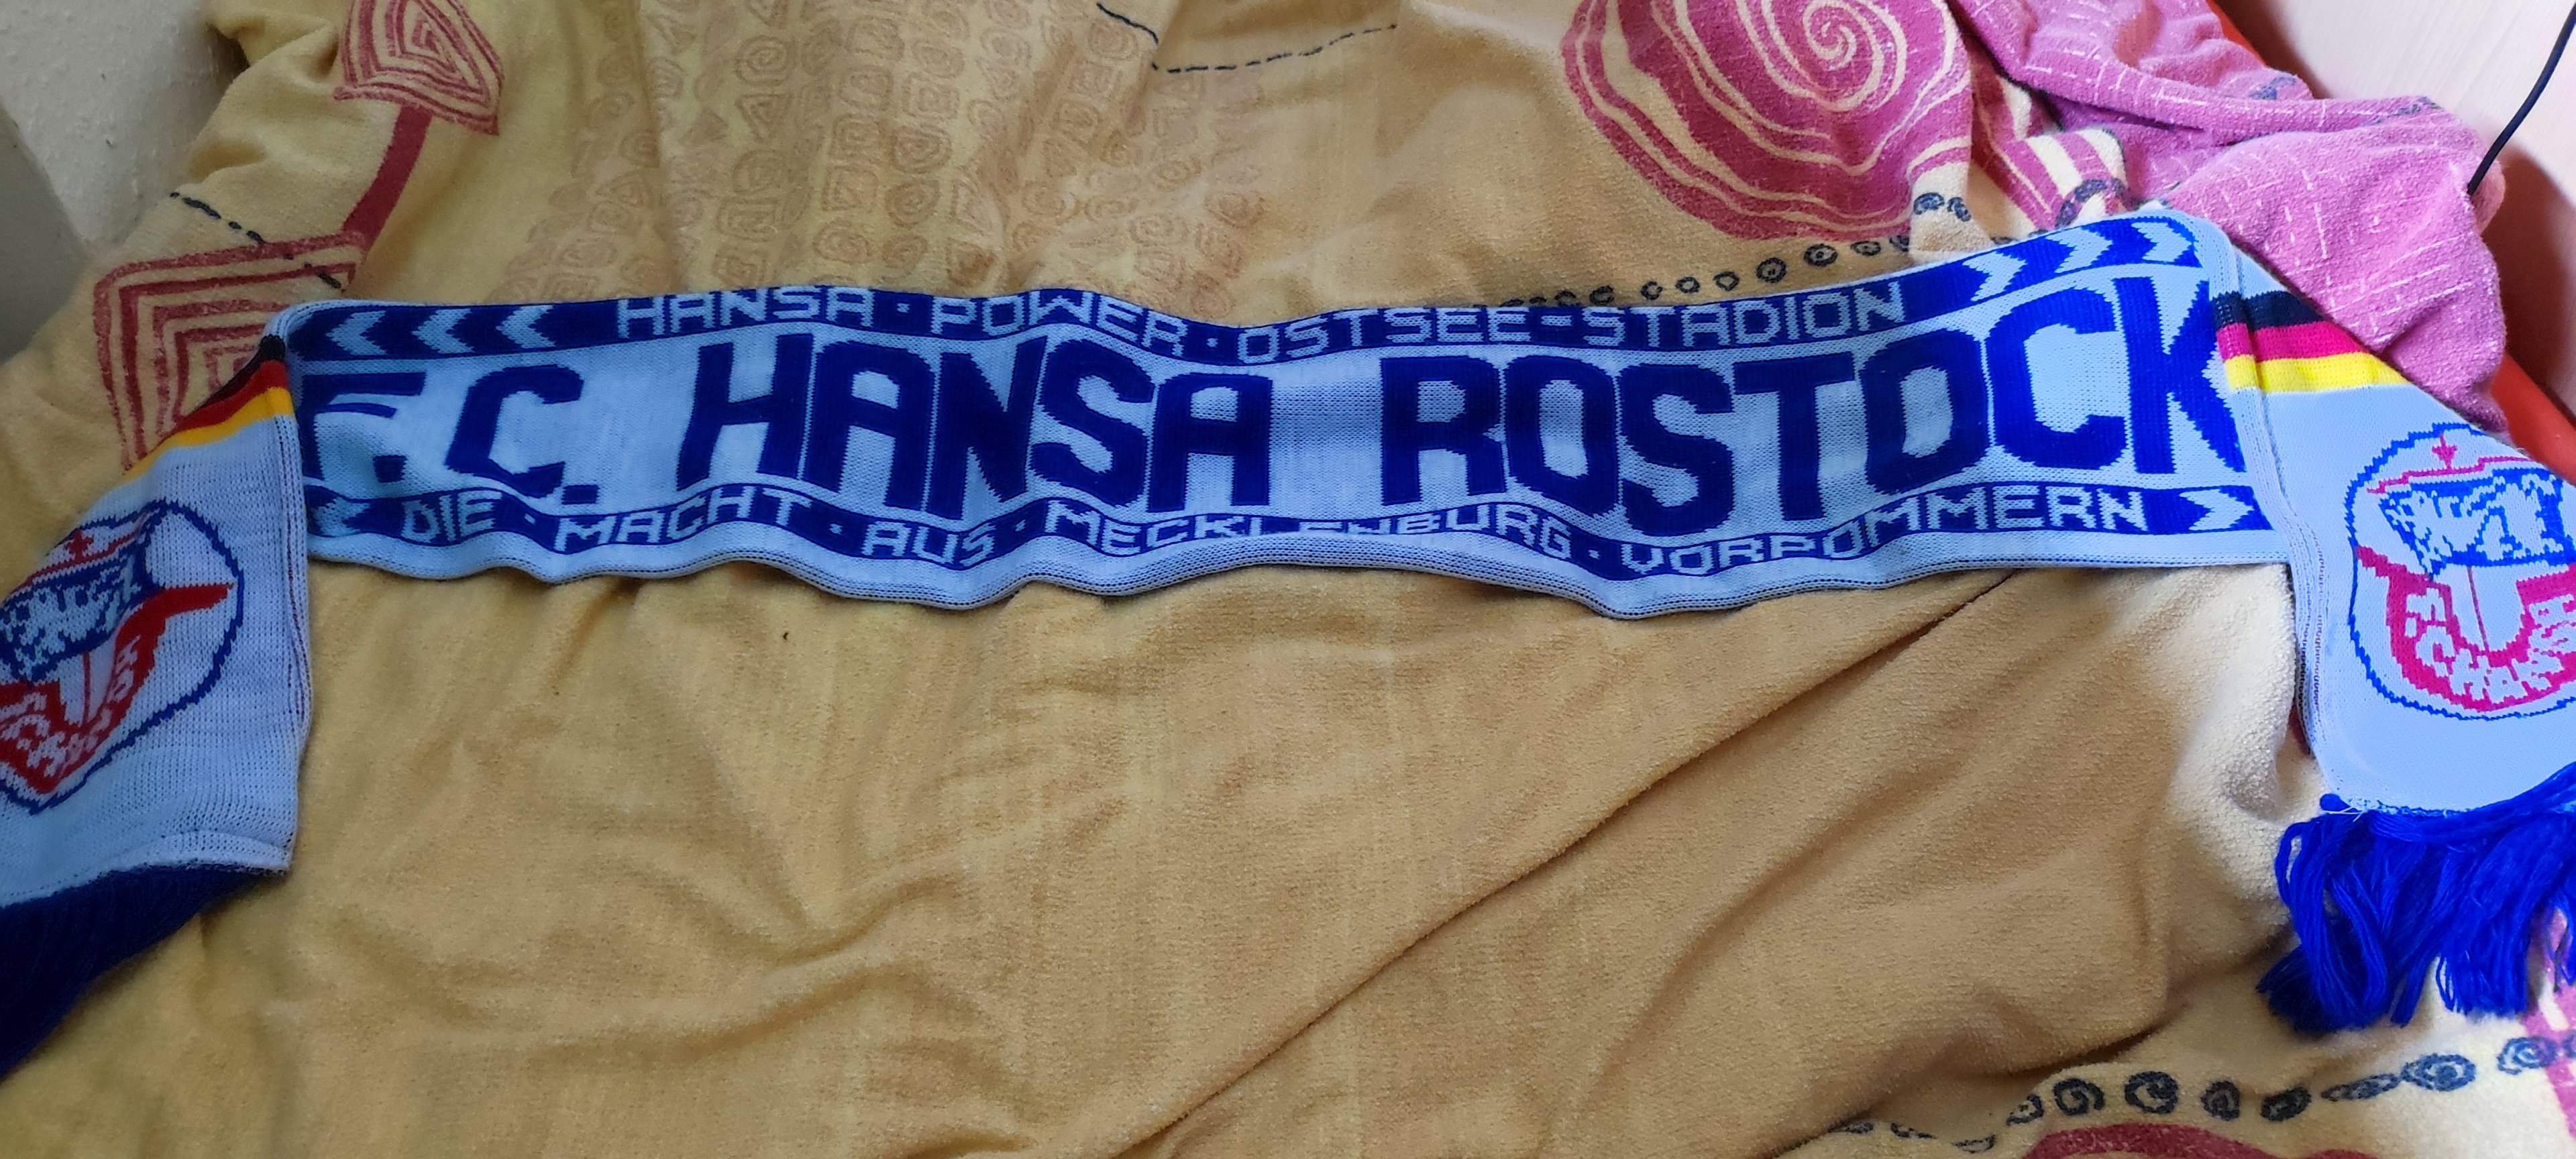 HANSA · POWER · OSTSEE-STADION
F.C. HANSA ROSTOCK
DIE · MACHT · AUS · MECKLENBURG · VORPOMMERN